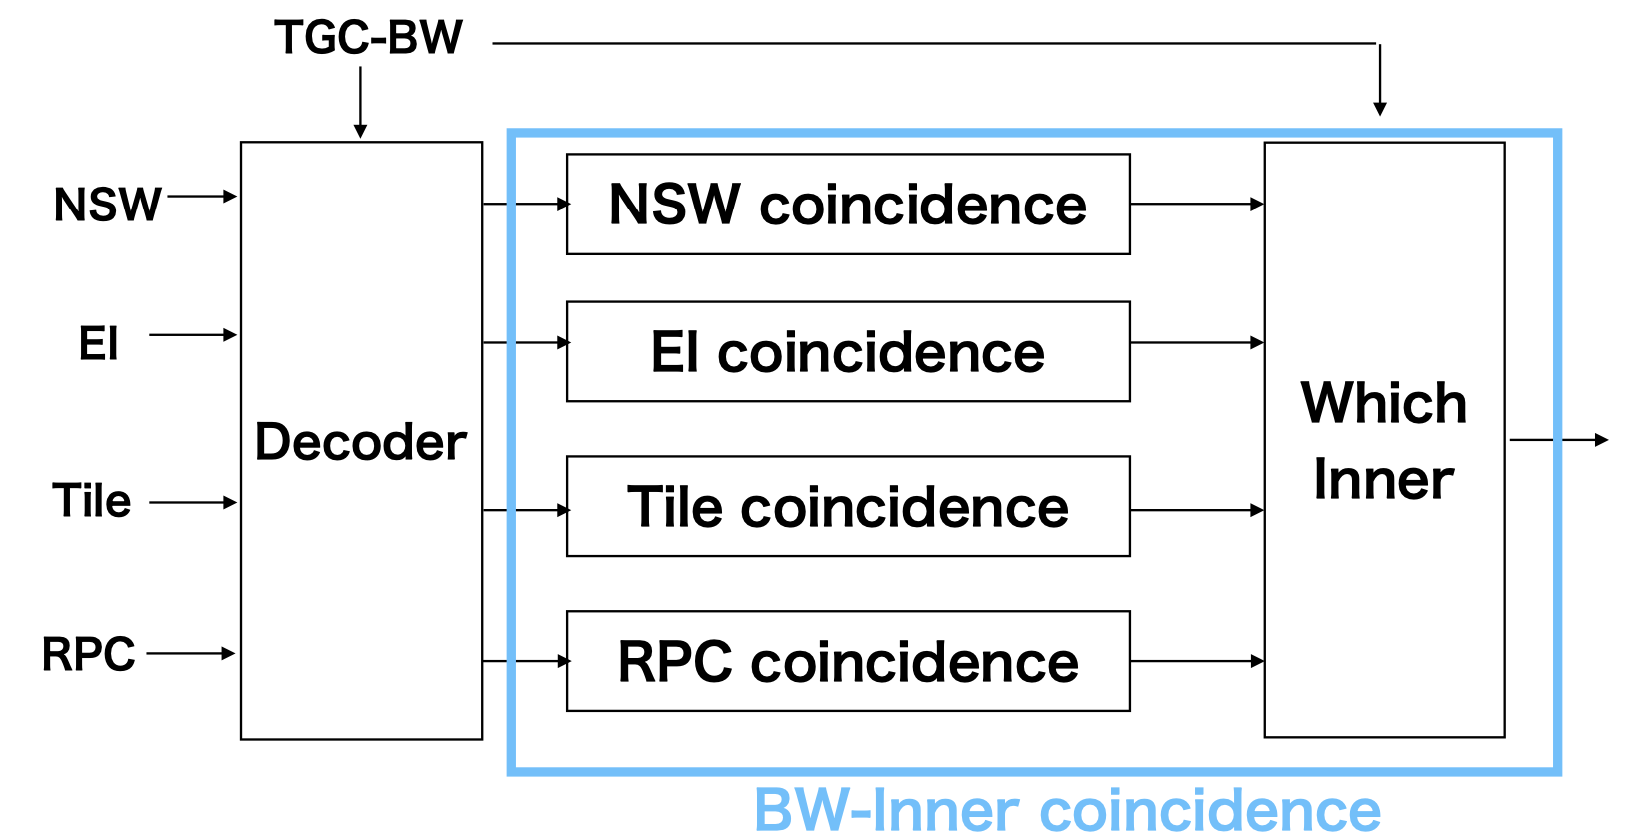 TGC-BW
NSW
EI
Tile
RPC
Decoder
NSW coincidence
EI coincidence
Tile coincidence
RPC coincidence
Which
Inner
BW-Inner coincidence